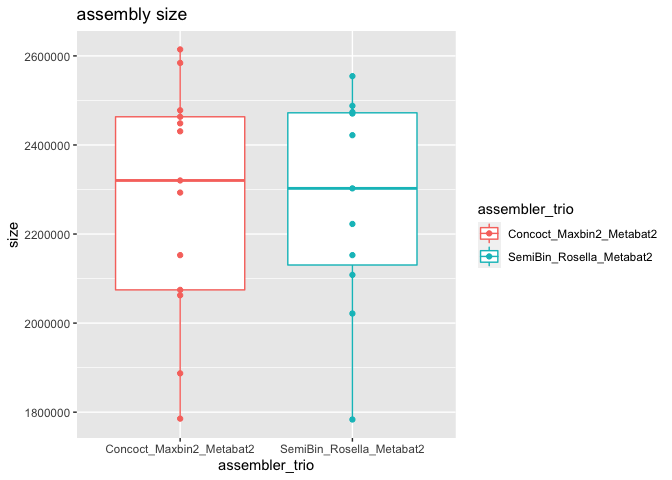 assembly size
2600000
2400000
2200000
2000000
1800000
size
Concoct_Maxbin2_Metabat2
SemiBin_Rosella_Metabat2
assembler_trio
assembler_trio
Concoct_Maxbin2_Metabat2
SemiBin_Rosella_Metabat2